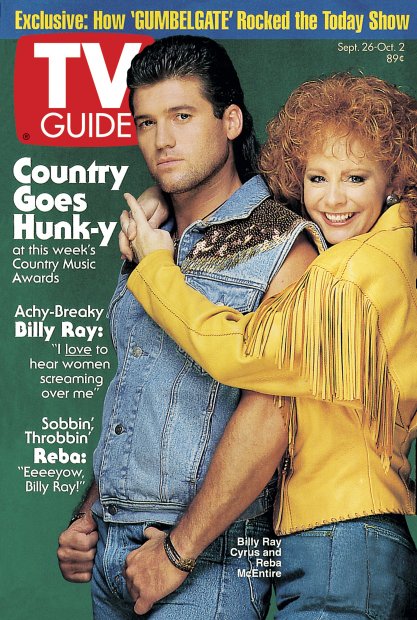 Exclusive: How 'GUMBELGATE' Rocked the Today Show
Sept. 26-Oct. 2
89¢
TV
GUIDE
®
Country
Goes
Hunk-y
at this week's
Country Music
Awards
Achy-Breaky
Billy Ray:
"I love to
hear women
screaming
over me"
Sobbin',
Throbbin'
Reba:
"Eeeeyow,
Billy Ray!"
Billy Ray
Cyrus and
Reba
McEntire